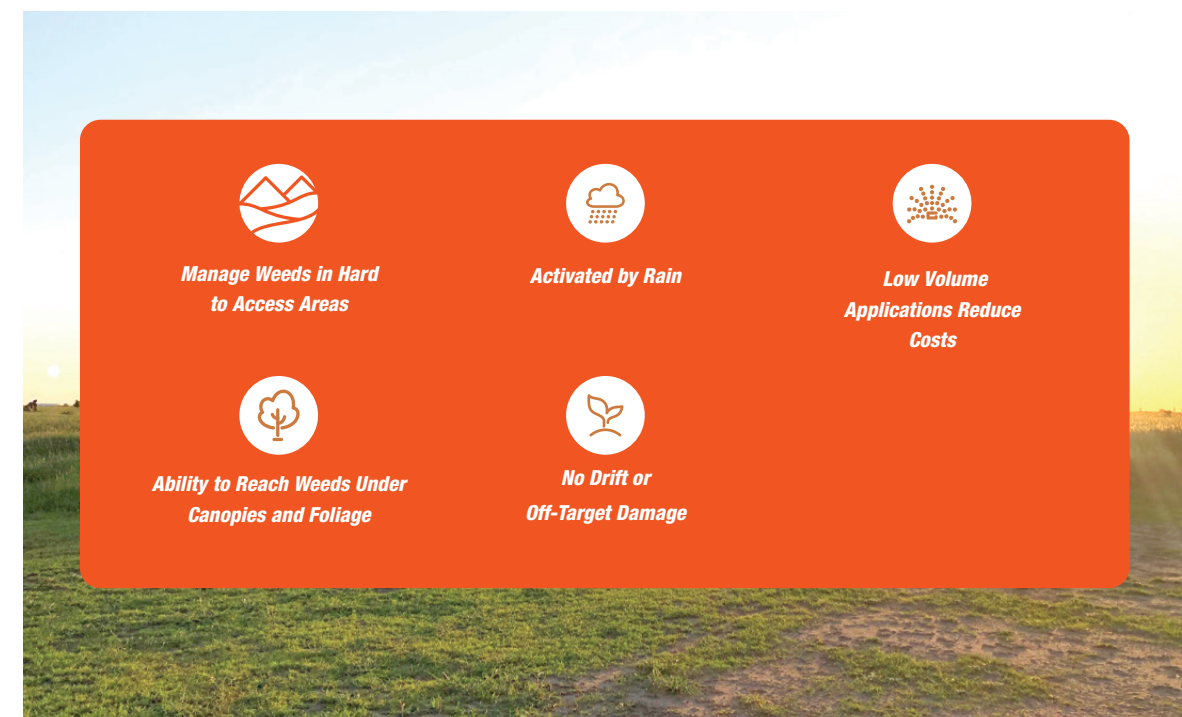 Manage Weeds in Hard
to Access Areas
Activated by Rain
Low Volume
Applications Reduce
Costs
Ability to Reach Weeds Under
Canopies and Foliage
No Drift or
Off-Target Damage